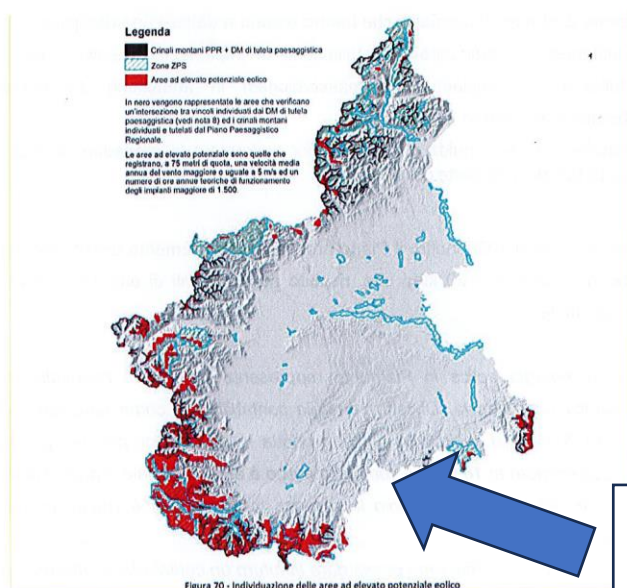 Legenda
Crinali montani PPR + DM di tutela paesaggistica
Zone ZPS
Aree ad elevato potenziale eolico
In nero vengono rappresentate le aree che verificano
un'intersezione tra vincoli individuati dai DM di tutela
paesaggistica (vedi nota 8) ed i crinali montani
individuati e tutelati dal Piano Paesaggistico
Regionale.
Le aree ad elevato potenziale sono quelle che
registrano, a 75 metri di quota, una velocità media
annua del vento maggiore o uguale a 5 m/s ed un
numero di ore annue teoriche di funzionamento
degli impianti maggiore di 1.500.
Figura 70 - Individuazione delle aree ad elevato potenziale eolico